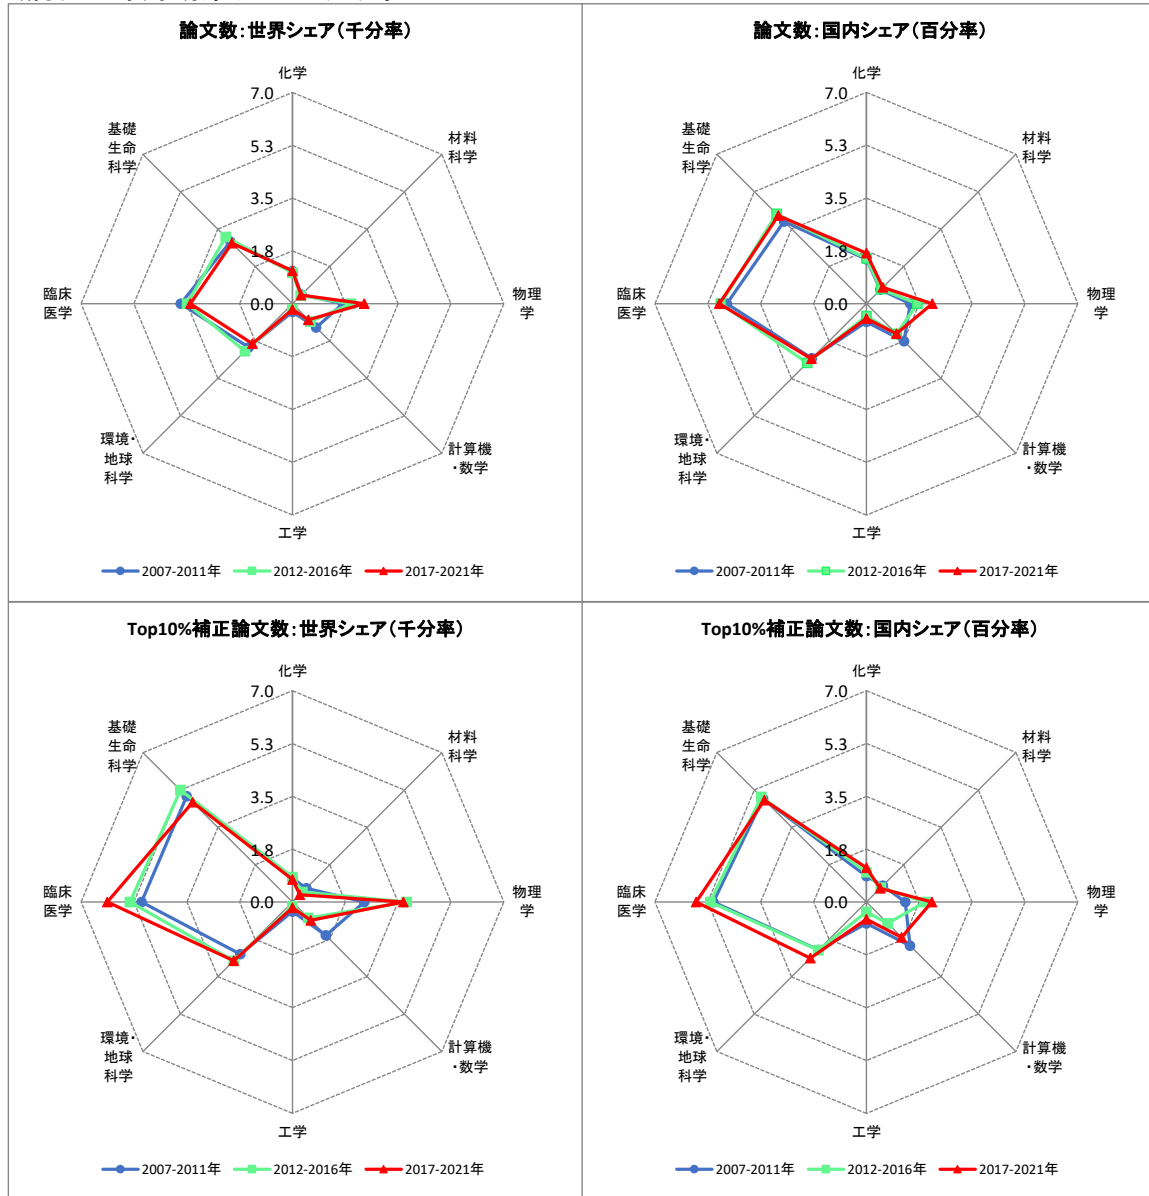 論文数：世界シェア（千分率）
化学
7.0
5.3
3.5
1.8
0.0
材料
科学
物理
学
計算機
・数学
工学
環境・
地球
科学
臨床
医学
基礎
生命
科学
2007-2011年 2012-2016年 2017-2021年
論文数：国内シェア（百分率）
化学
7.0
5.3
3.5
1.8
0.0
材料
科学
物理
学
計算機
・数学
工学
環境・
地球
科学
臨床
医学
基礎
生命
科学
2007-2011年 2012-2016年 2017-2021年
Top10%補正論文数：世界シェア（千分率）
化学
7.0
5.3
3.5
1.8
0.0
材料
科学
物理
学
計算機
・数学
工学
環境・
地球
科学
臨床
医学
基礎
生命
科学
2007-2011年 2012-2016年 2017-2021年
Top10%補正論文数：国内シェア（百分率）
化学
7.0
5.3
3.5
1.8
0.0
材料
科学
物理
学
計算機
・数学
工学
環境・
地球
科学
臨床
医学
基礎
生命
科学
2007-2011年 2012-2016年 2017-2021年